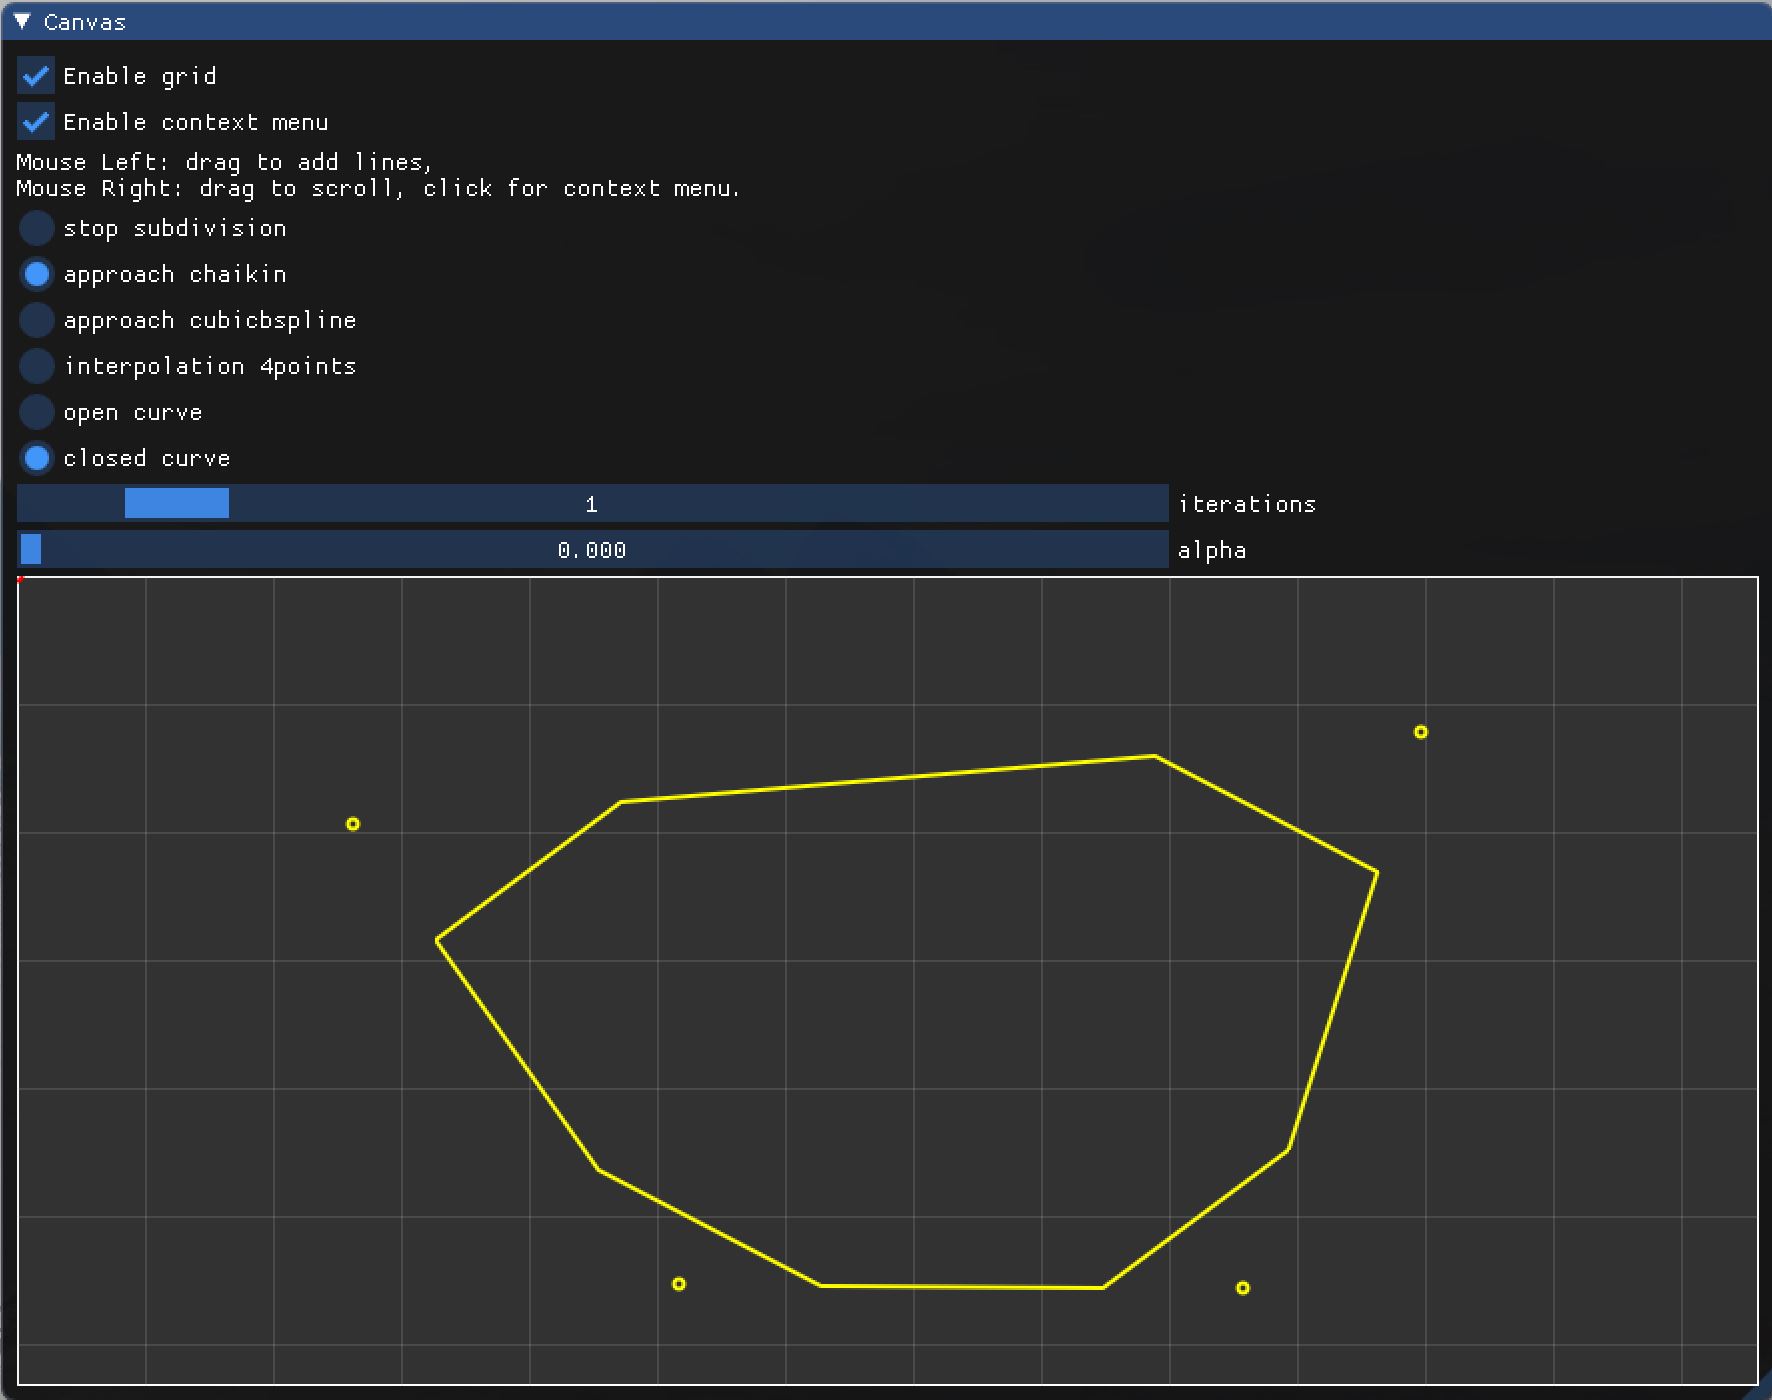 Canvas
Enable grid
Enable context menu
Mouse Left: drag to add lines,
Mouse Right: drag to scroll, click for context menu.
stop subdivision
approach chaikin
approach cubicbspline
interpolation 4points
open curve
closed curve
1 iterations
0.000 alpha